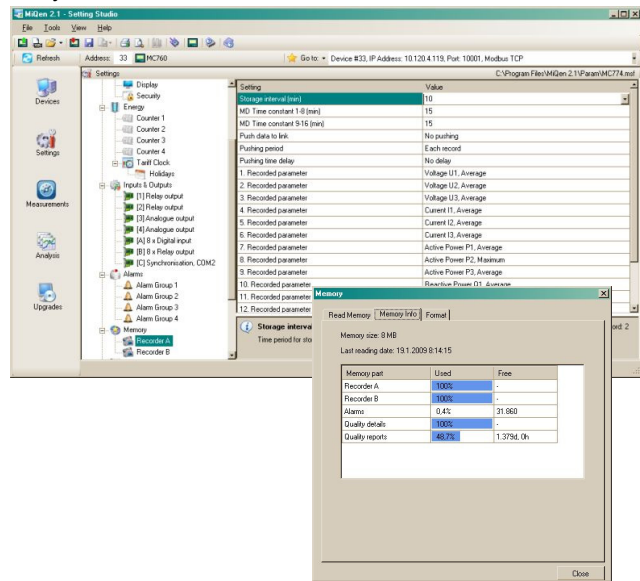 MiQen 2.1 - Setting Studio
File Tools View Help
Refresh Address: 33 MC760 Go to: Device #33, IP Address: 10.120.4.119, Port: 10001, Modbus TCP
Settings C:\Program Files\MiQen 2.1\Param\MC774.msf
Devices
Settings
Measurements
Analysis
Upgrades
Display
Security
Energy
Counter 1
Counter 2
Counter 3
Counter 4
Tariff Clock
Holidays
Inputs & Outputs
[1] Relay output
[2] Relay output
[3] Analogue output
[4] Analogue output
[A] 8 x Digital input
[B] 8 x Relay output
[C] Synchronisation, COM2
Alarms
Alarm Group 1
Alarm Group 2
Alarm Group 3
Alarm Group 4
Memory
Recorder A
Recorder B
Setting Value
Storage interval (min) 10
MD Time constant 1-8 (min) 15
MD Time constant 9-16 (min) 15
Push data to link No pushing
Pushing period Each record
Pushing time delay No delay
1. Recorded parameter Voltage U1, Average
2. Recorded parameter Voltage U2, Average
3. Recorded parameter Voltage U3, Average
4. Recorded parameter Current I1, Average
5. Recorded parameter Current I2, Average
6. Recorded parameter Current I3, Average
7. Recorded parameter Active Power P1, Average
8. Recorded parameter Active Power P2, Maximum
9. Recorded parameter Active Power P3, Average
10. Recorded parameter Reactive Power Q1, Average
11. Recorded parameter
12. Recorded parameter
Storage interval
Time period for
Memory
Read Memory Memory Info Format
Memory size: 8 MB
Last reading date: 19.1.2009 8:14:15
Memory part Used Free
Recorder A 100% -
Recorder B 100% -
Alarms 0,4% 31.860
Quality details 100% -
Quality reports 48,7% 1.379d, 0h
Close